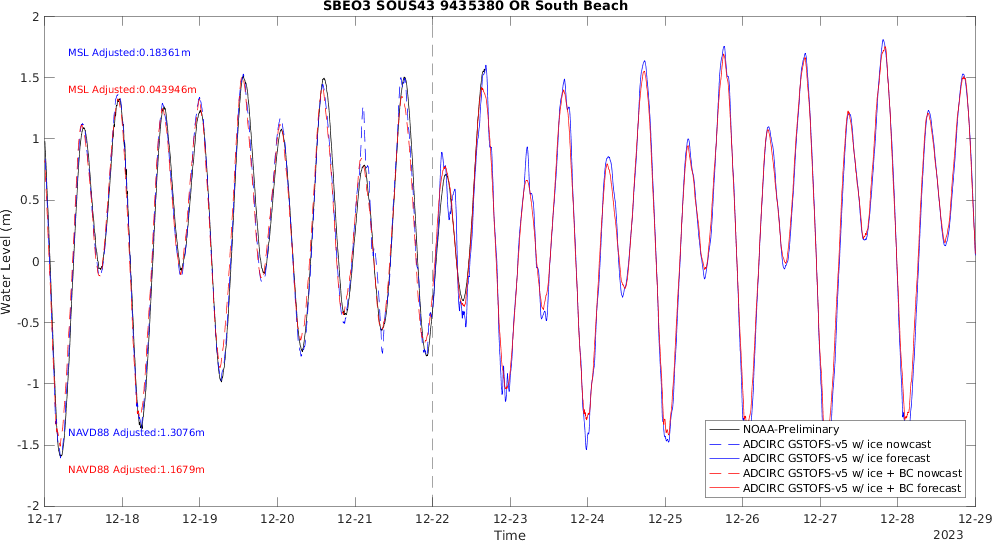 SBEO3 SOUS43 9435380 OR South Beach
2
1.5
1
0.5
0
-0.5
-1
-1.5
-2
Water Level (m)
MSL Adjusted:0.18361m
MSL Adjusted:0.043946m
NAVD88 Adjusted:1.3076m
NAVD88 Adjusted:1.1679m
NOAA-Preliminary
ADCIRC GSTOFS-v5 w/ ice nowcast
ADCIRC GSTOFS-v5 w/ ice forecast
ADCIRC GSTOFS-v5 w/ ice + BC nowcast
ADCIRC GSTOFS-v5 w/ ice + BC forecast
12-17 12-18 12-19 12-20 12-21 12-22 12-23 12-24 12-25 12-26 12-27 12-28 12-29
Time
2023